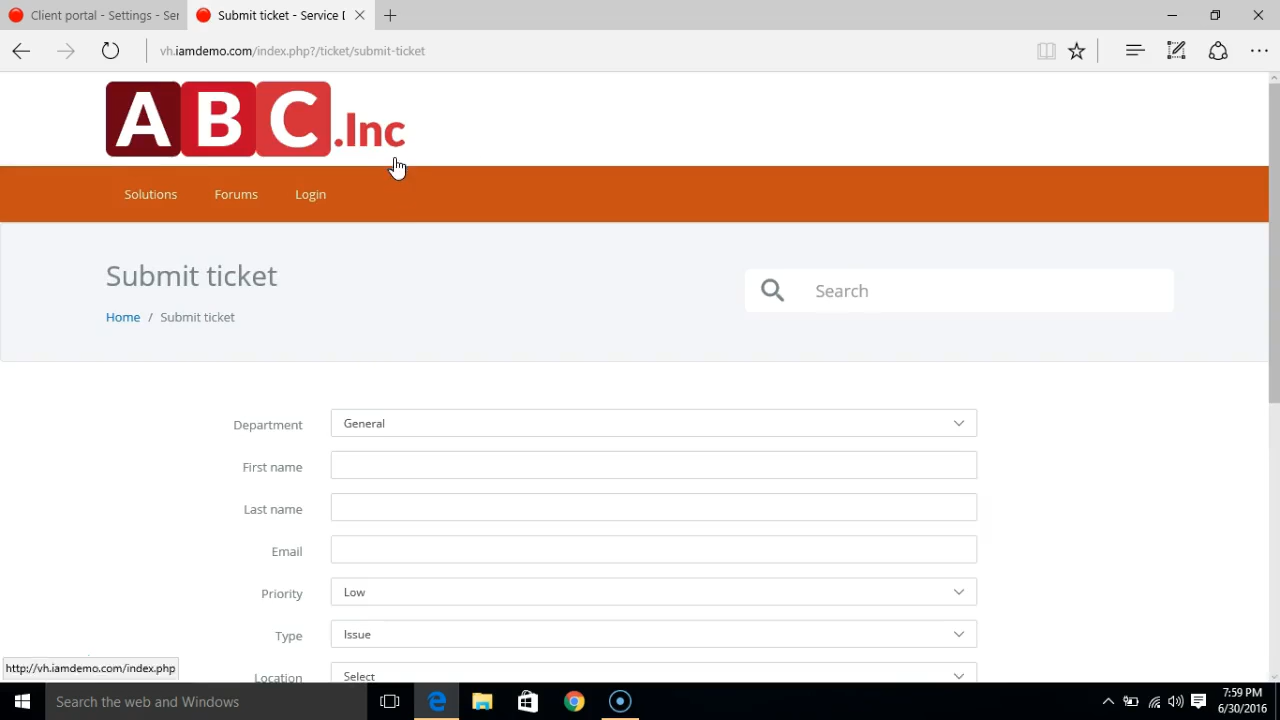 Client portal - Settings - Ser
Submit ticket - Service D
vh.iamdemo.com/index.php?/ticket/submit-ticket
ABC.Inc
Solutions Forums Login
Submit ticket
Search
Home / Submit ticket
Department General
First name
Last name
Email
Priority Low
Type Issue
Location Select
http://vh.iamdemo.com/index.php
Search the web and Windows
7:59 PM
6/30/2016